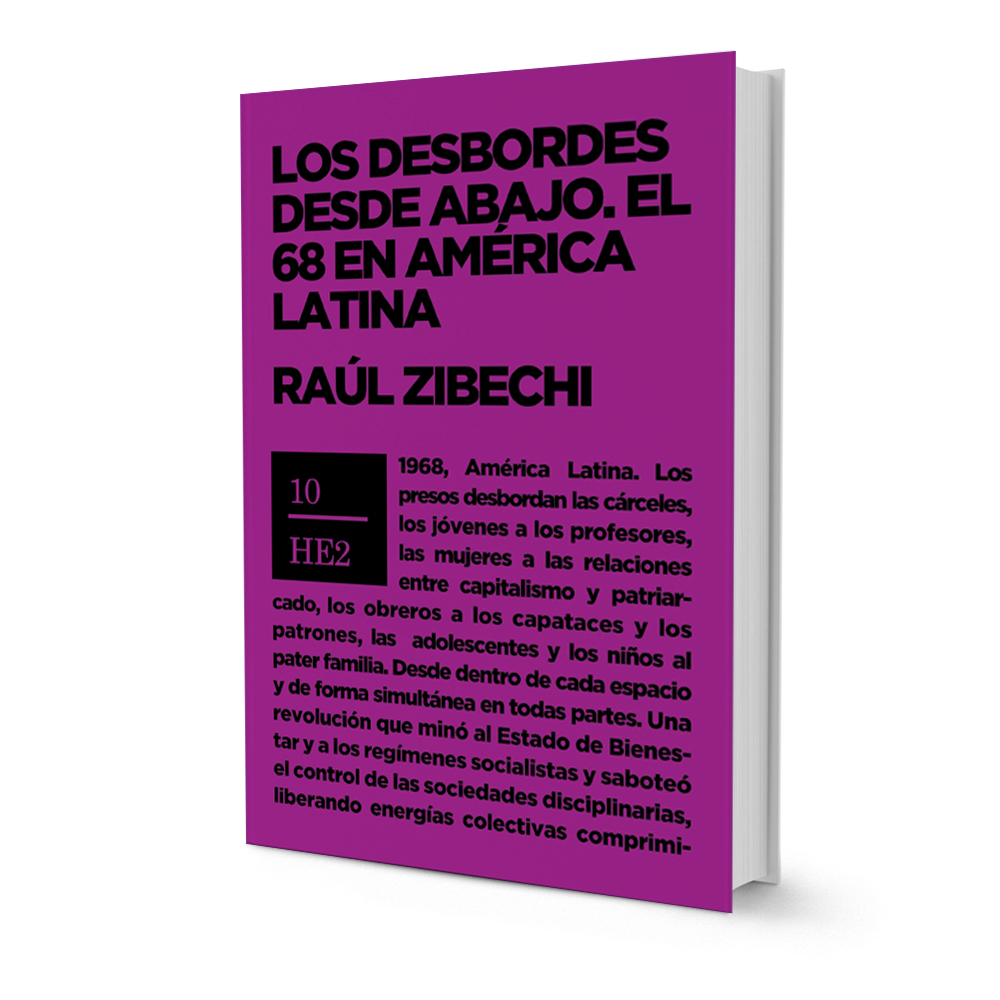 LOS DESBORDES
DESDE ABAJO. EL
68 EN AMÉRICA
LATINA
RAÚL ZIBECHI
10
HE2
1968, América Latina. Los
presos desbordan las cárceles,
los jóvenes a los profesores,
las mujeres a las relaciones
entre capitalismo y patriar-
cado, los obreros a los capataces y los
patrones, las adolescentes y los niños al
pater familia. Desde dentro de cada espacio
y de forma simultánea en todas partes. Una
revolución que minó al Estado de Bienes-
tar y a los regímenes socialistas y saboteó
el control de las sociedades disciplinarias,
liberando energías colectivas comprimi-